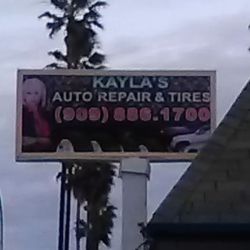 KAYLA'S
AUTO REPAIR & TIRES
(909) 886.1700